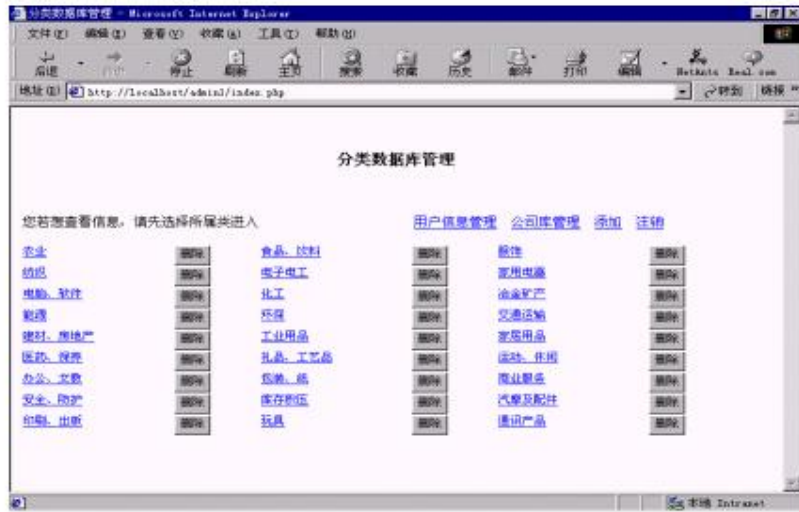 分类数据库管理 - Microsoft Internet Explorer
文件(F) 编辑(E) 查看(V) 收藏(A) 工具(T) 帮助(H)
后退 前进 停止 刷新 主页 搜索 收藏 历史 邮件 打印 编辑 NetAnts Real.com
地址(D) http://localhost/admin1/index.php 转到 链接 »
分类数据库管理
您若想查看信息，请先选择所属类进入 用户信息管理 公司库管理 添加 注销
农业 删除 食品、饮料 删除 服饰 删除
纺织 删除 电子电工 删除 家用电器 删除
电脑、软件 删除 化工 删除 冶金矿产 删除
能源 删除 环保 删除 交通运输 删除
建材、房地产 删除 工业用品 删除 家居用品 删除
医药、保养 删除 礼品、工艺品 删除 运动、休闲 删除
办公、文教 删除 包装、纸 删除 商业服务 删除
安全、防护 删除 库存积压 删除 汽摩及配件 删除
印刷、出版 删除 玩具 删除 通讯产品 删除
本地 Intranet